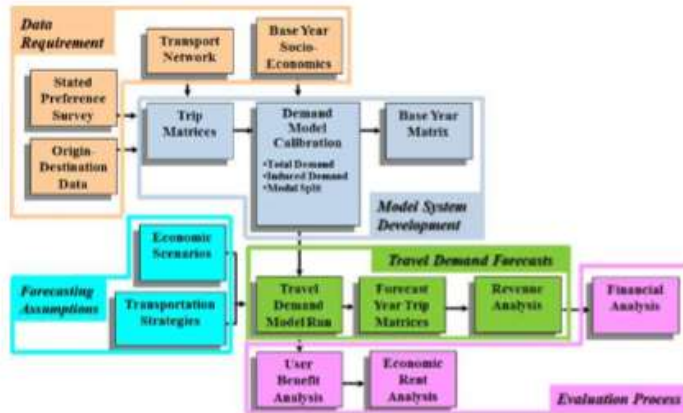 Data
Requirement
Transport
Network
Base Year
Socio-
Economics
Stated
Preference
Survey
Origin-
Destination
Data
Trip
Matrices
Demand
Model
Calibration
•Total Demand
•Induced Demand
•Modal Split
Base Year
Matrix
Model System
Development
Economic
Scenarios
Forecasting
Assumptions
Transportation
Strategies
Travel Demand Forecasts
Travel
Demand
Model Run
Forecast
Year Trip
Matrices
Revenue
Analysis
Financial
Analysis
User
Benefit
Analysis
Economic
Rent
Analysis
Evaluation Process